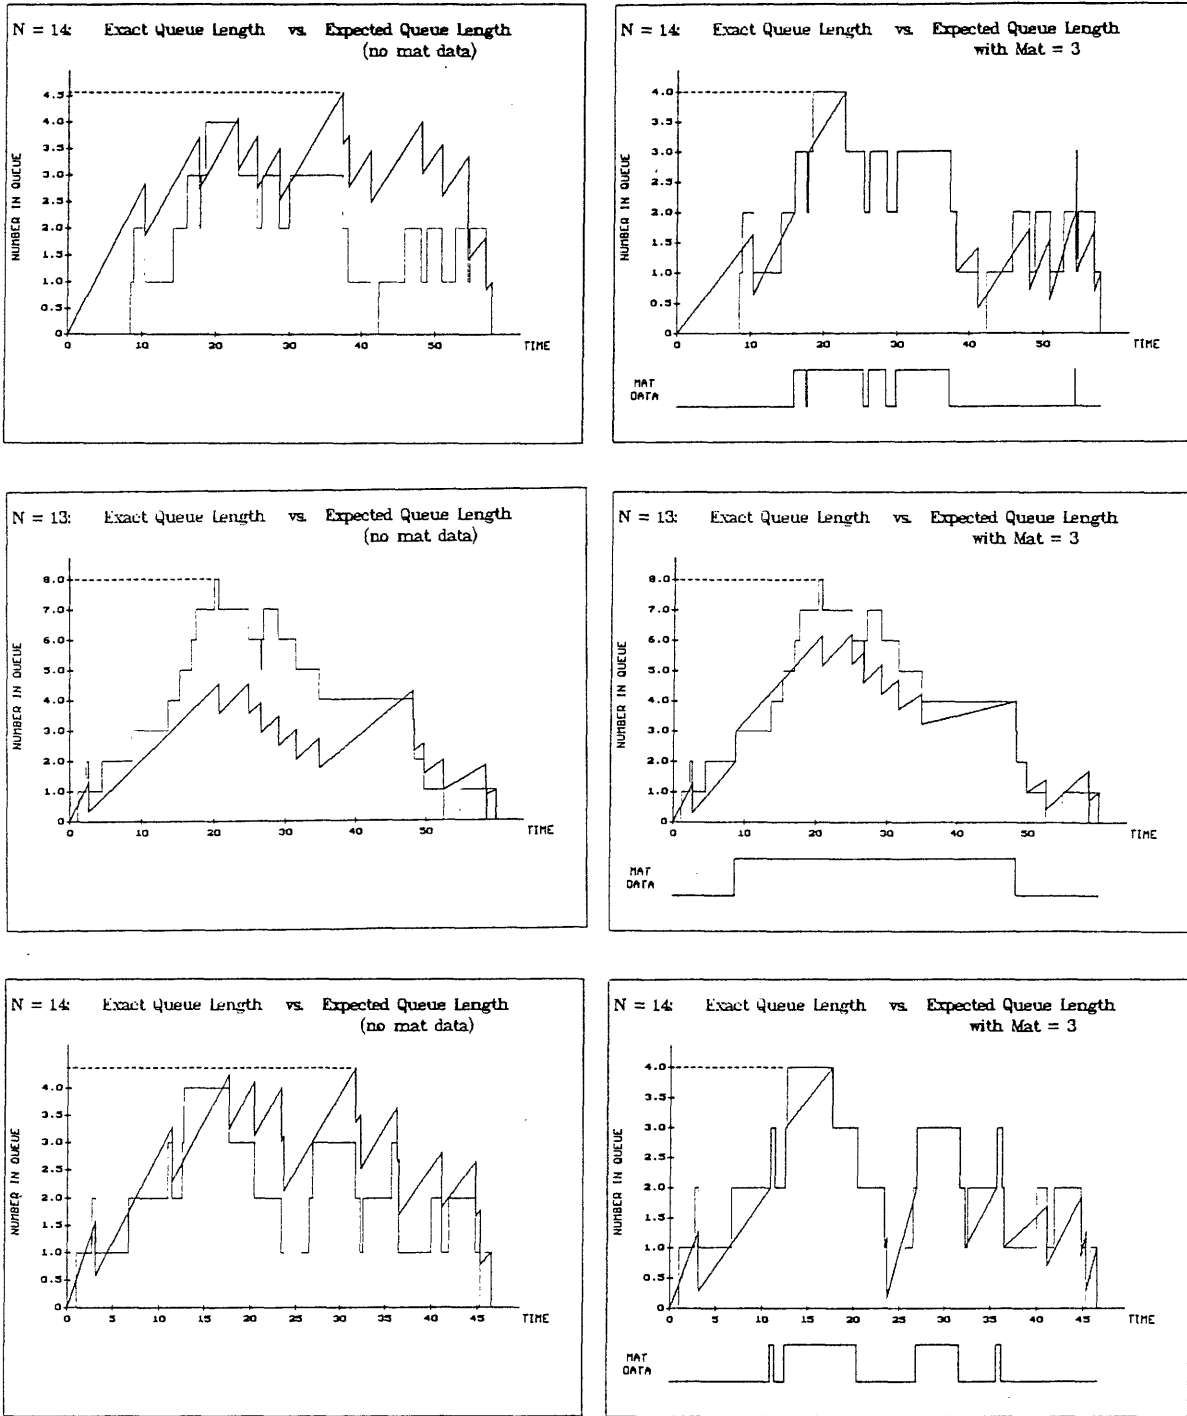 N = 14: Exact Queue Length vs. Expected Queue Length
(no mat data)
NUMBER IN QUEUE
4.5
4.0
3.5
3.0
2.5
2.0
1.5
1.0
0.5
0
0 10 20 30 40 50 TIME
N = 14: Exact Queue Length vs. Expected Queue Length
with Mat = 3
NUMBER IN QUEUE
4.0
3.5
3.0
2.5
2.0
1.5
1.0
0.5
0
0 10 20 30 40 50 TIME
MAT
DATA
N = 13: Exact Queue Length vs. Expected Queue Length
(no mat data)
NUMBER IN QUEUE
8.0
7.0
6.0
5.0
4.0
3.0
2.0
1.0
0
0 10 20 30 40 50 TIME
N = 13: Exact Queue Length vs. Expected Queue Length
with Mat = 3
NUMBER IN QUEUE
8.0
7.0
6.0
5.0
4.0
3.0
2.0
1.0
0
0 10 20 30 40 50 TIME
MAT
DATA
N = 14: Exact Queue Length vs. Expected Queue Length
(no mat data)
NUMBER IN QUEUE
4.0
3.5
3.0
2.5
2.0
1.5
1.0
0.5
0
0 5 10 15 20 25 30 35 40 45 TIME
N = 14: Exact Queue Length vs. Expected Queue Length
with Mat = 3
NUMBER IN QUEUE
4.0
3.5
3.0
2.5
2.0
1.5
1.0
0.5
0
0 5 10 15 20 25 30 35 40 45 TIME
MAT
DATA